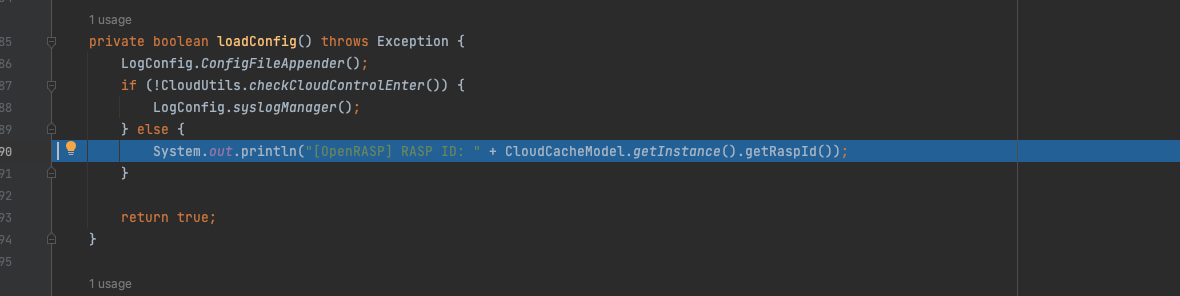 1 usage
85 private boolean loadConfig() throws Exception {
86 LogConfig.ConfigFileAppender();
87 if (!CloudUtils.checkCloudControlEnter()) {
88 LogConfig.syslogManager();
89 } else {
90 System.out.println("[OpenRASP] RASP ID: " + CloudCacheModel.getInstance().getRaspId());
91 }
92
93 return true;
94 }
95
1 usage